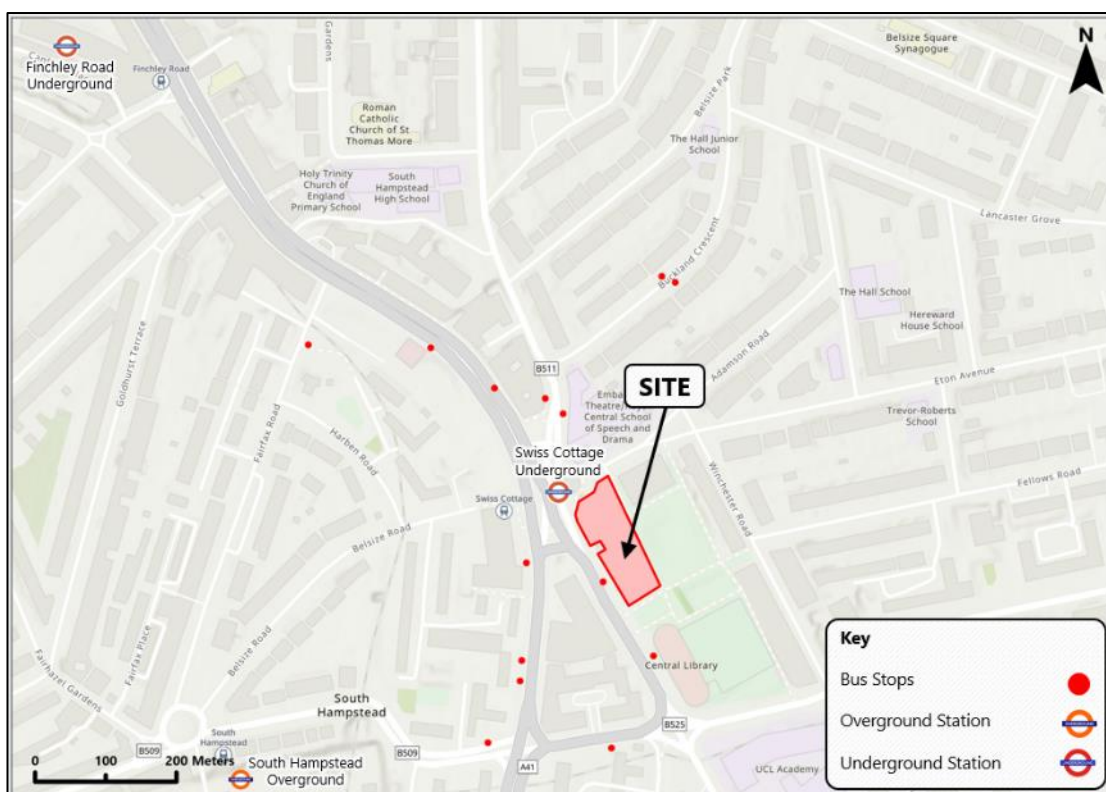 Finchley Road
Underground
Finchley Road
Gardens
Belsize Square
Synagogue
N
Roman
Catholic
Church of St
Thomas More
Belsize Park
The Hall Junior
School
Holy Trinity
Church of
England
Primary School
South
Hampstead
High School
Lancaster Grove
Buckland Crescent
The Hall School
Hereward
House School
Goldhurst Terrace
Adamson Road
B511
SITE
Eton Avenue
Central School
of Speech and
Drama
Trevor-Roberts
School
Fairfax Road
Harben Road
Swiss Cottage
Underground
Swiss Cottage
Winchester Road
Fellows Road
Belsize Road
Fairfax Place
Belsize Road
Fairhazel Gardens
Central Library
South
Hampstead
South
Hampstead
B509
B509
B525
A41
UCL Academy
South Hampstead
Overground
0 100 200 Meters
Key
Bus Stops
Overground Station
Underground Station